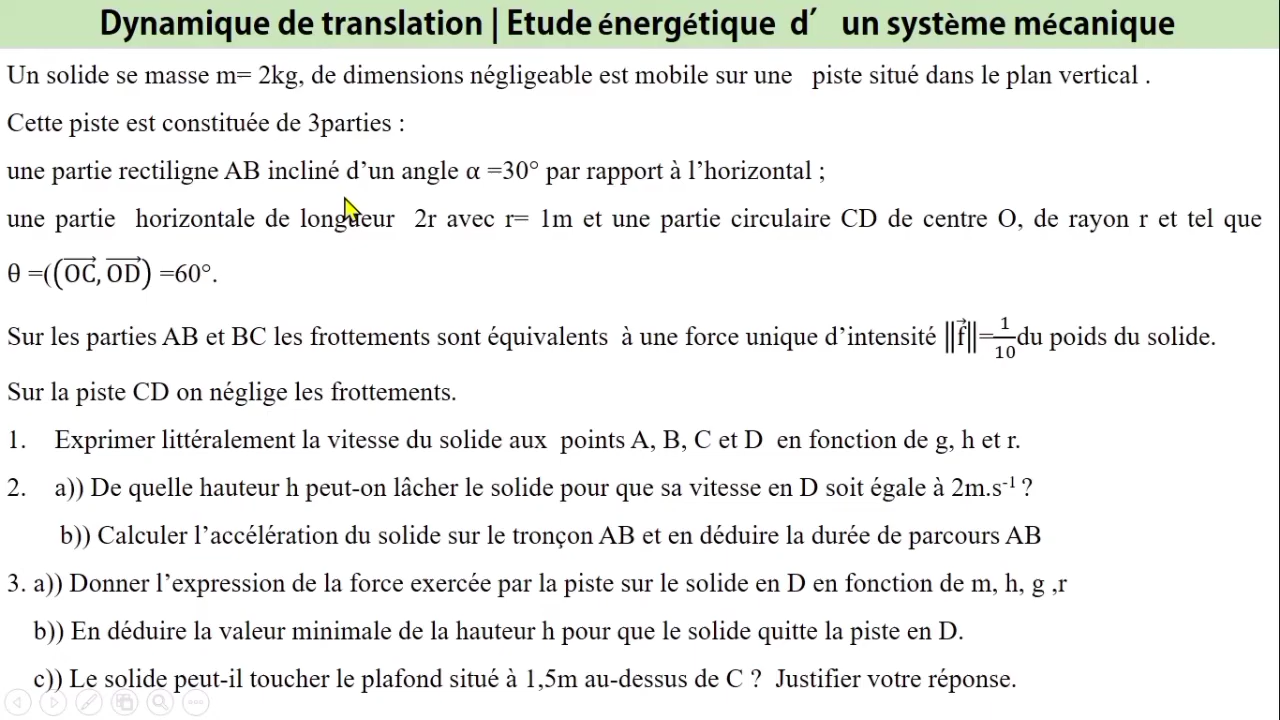 Dynamique de translation | Etude énergétique d’ un système mécanique
Un solide se masse m= 2kg, de dimensions négligeable est mobile sur une piste situé dans le plan vertical .
Cette piste est constituée de 3parties :
une partie rectiligne AB incliné d’un angle α =30° par rapport à l’horizontal ;
une partie horizontale de longueur 2r avec r= 1m et une partie circulaire CD de centre O, de rayon r et tel que
θ =((\overrightarrow{OC}, \overrightarrow{OD}) =60°.
Sur les parties AB et BC les frottements sont équivalents à une force unique d’intensité ‖\vec{f}‖=\frac{1}{10}du poids du solide.
Sur la piste CD on néglige les frottements.
1. Exprimer littéralement la vitesse du solide aux points A, B, C et D en fonction de g, h et r.
2. a)) De quelle hauteur h peut-on lâcher le solide pour que sa vitesse en D soit égale à 2m.s⁻¹ ?
b)) Calculer l’accélération du solide sur le tronçon AB et en déduire la durée de parcours AB
3. a)) Donner l’expression de la force exercée par la piste sur le solide en D en fonction de m, h, g ,r
b)) En déduire la valeur minimale de la hauteur h pour que le solide quitte la piste en D.
c)) Le solide peut-il toucher le plafond situé à 1,5m au-dessus de C ? Justifier votre réponse.